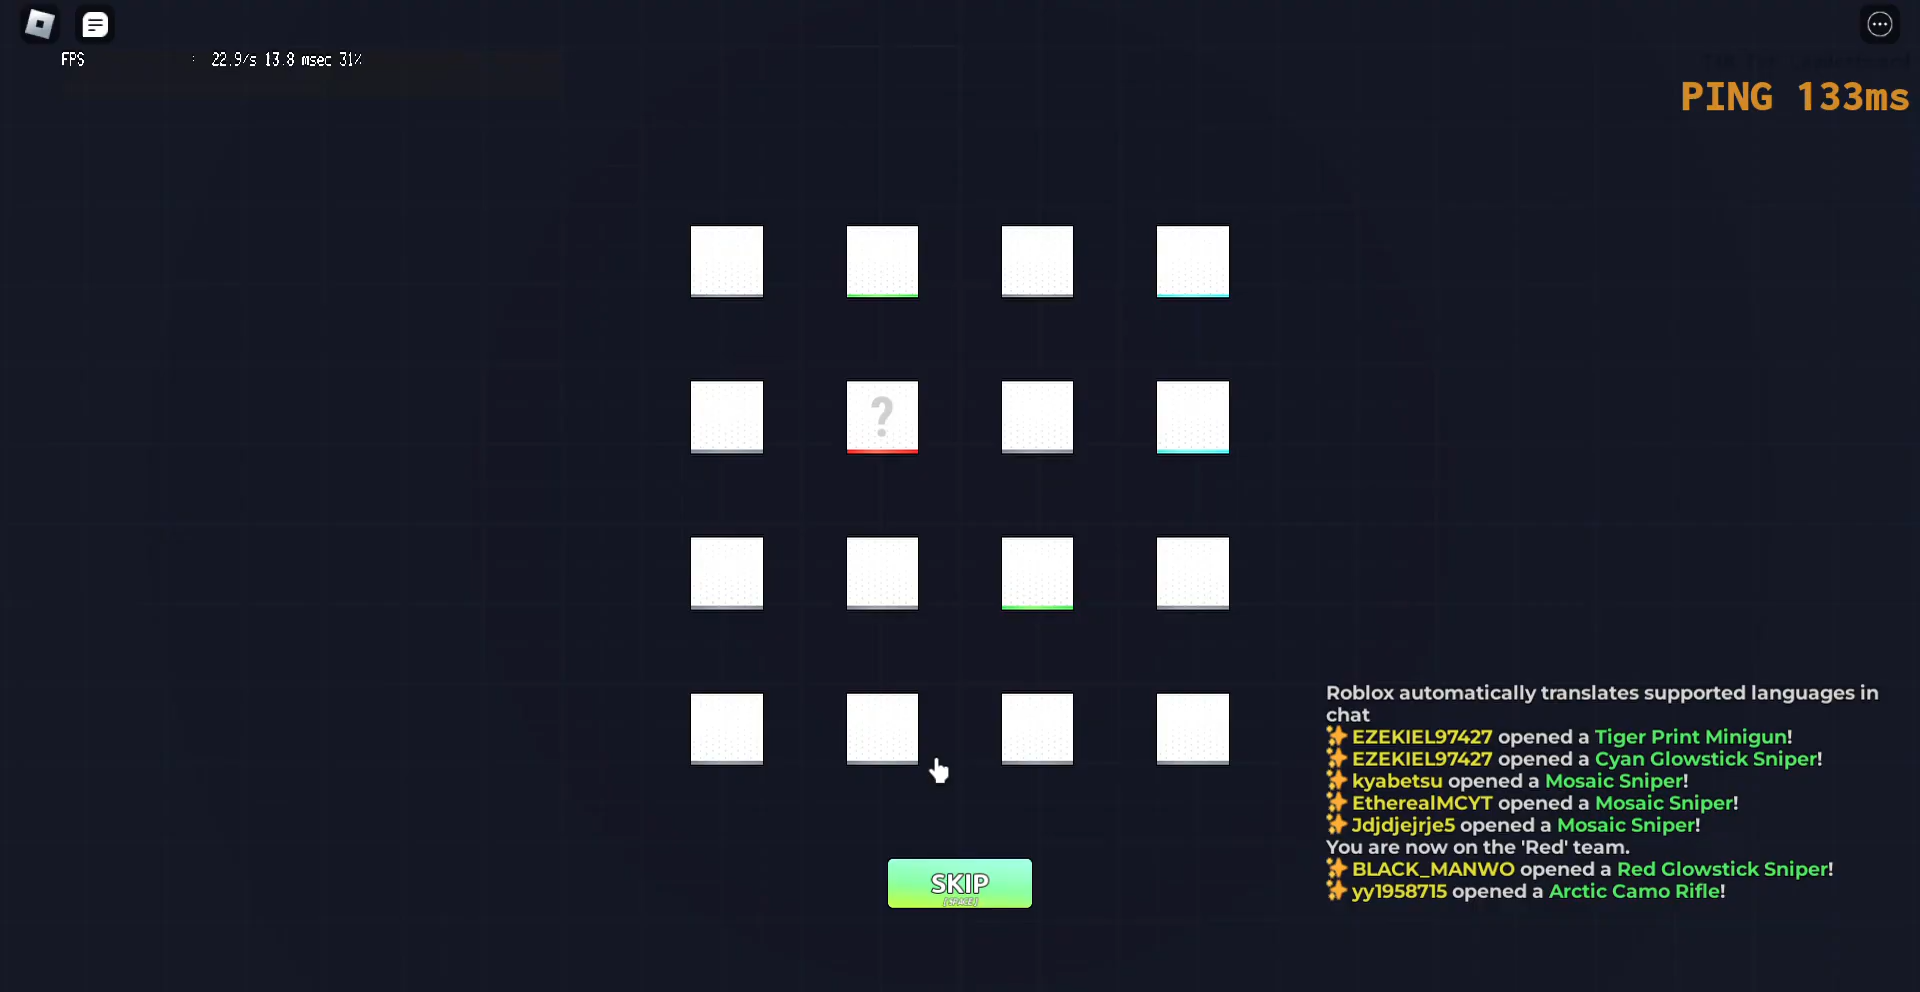 FPS : 22.9/s 13.8 msec 31%
PING 133ms
?
Roblox automatically translates supported languages in
chat
✨EZEKIEL97427 opened a Tiger Print Minigun!
✨EZEKIEL97427 opened a Cyan Glowstick Sniper!
✨kyabetsu opened a Mosaic Sniper!
✨EtherealMCYT opened a Mosaic Sniper!
✨Jdjdjejrje5 opened a Mosaic Sniper!
You are now on the 'Red' team.
✨BLACK_MANWO opened a Red Glowstick Sniper!
✨yy1958715 opened a Arctic Camo Rifle!
SKIP
[SPACE]